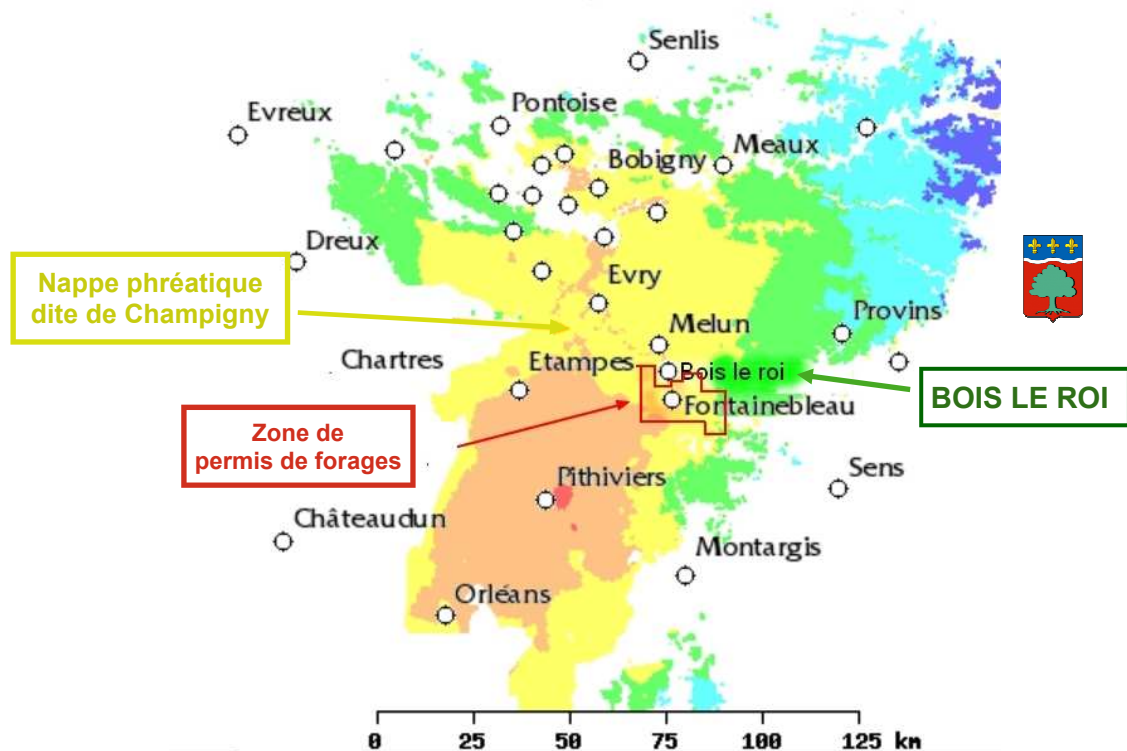 Senlis
Evreux
Pontoise
Bobigny
Meaux
Dreux
Nappe phréatique
dite de Champigny
Evry
Melun
Provins
Chartres
Etampes
Bois le roi
BOIS LE ROI
Fontainebleau
Zone de
permis de forages
Pithiviers
Sens
Châteaudun
Montargis
Orléans
0 25 50 75 100 125 km